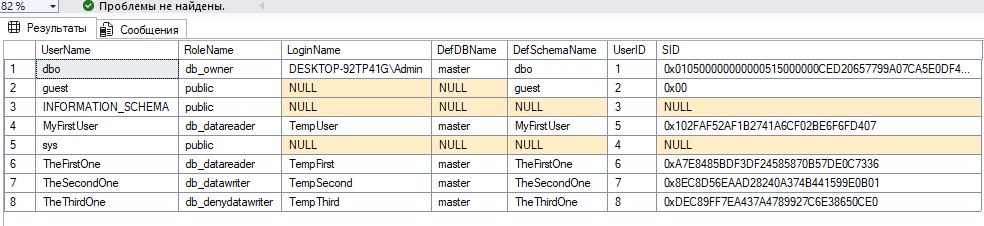 82 % Проблемы не найдены.
Результаты Сообщения
UserName RoleName LoginName DefDBName DefSchemaName UserID SID
1 dbo db_owner DESKTOP-92TP41G\Admin master dbo 1 0x010500000000000515000000CED20657799A07CA5E0DF4...
2 guest public NULL NULL guest 2 0x00
3 INFORMATION_SCHEMA public NULL NULL NULL 3 NULL
4 MyFirstUser db_datareader TempUser master MyFirstUser 5 0x102FAF52AF1B2741A6CF02BE6F6FD407
5 sys public NULL NULL NULL 4 NULL
6 TheFirstOne db_datareader TempFirst master TheFirstOne 6 0xA7E8485BDF3DF24585870B57DE0C7336
7 TheSecondOne db_datawriter TempSecond master TheSecondOne 7 0x8EC8D56EAAD28240A374B441599E0B01
8 TheThirdOne db_denydatawriter TempThird master TheThirdOne 8 0xDEC89FF7EA437A4789927C6E38650CE0